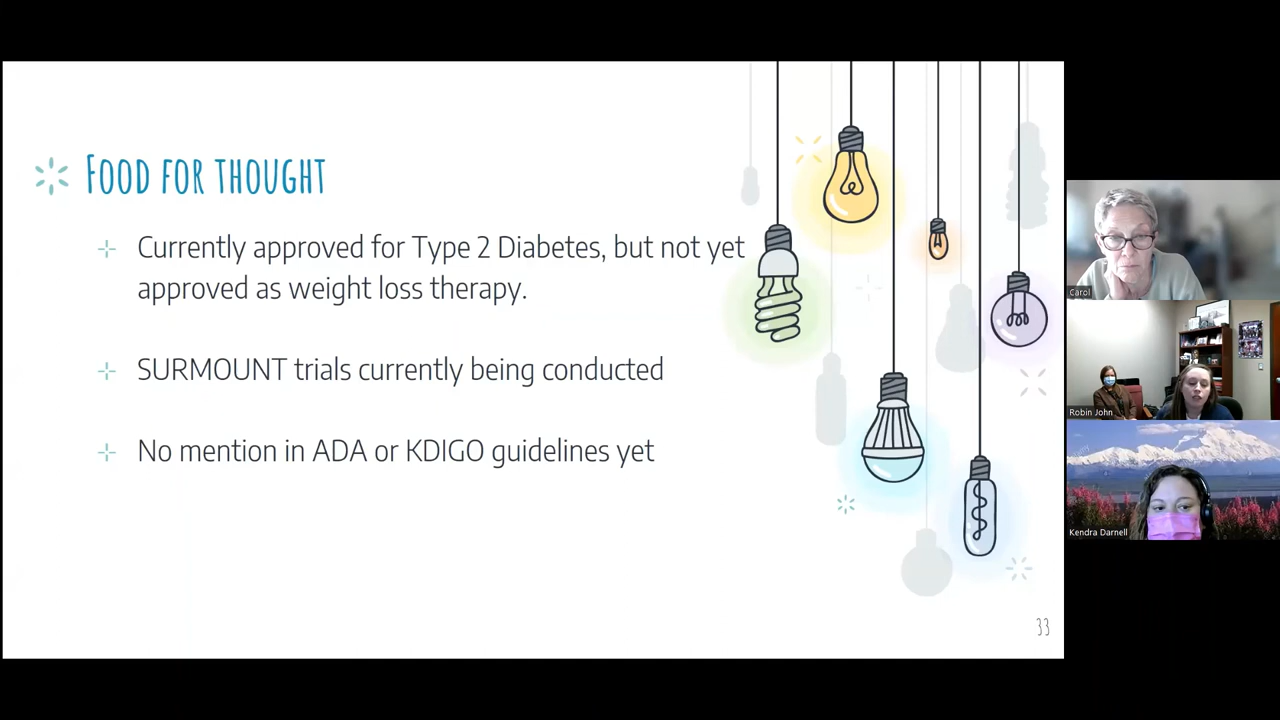 Food for thought
Currently approved for Type 2 Diabetes, but not yet
approved as weight loss therapy.
SURMOUNT trials currently being conducted
No mention in ADA or KDIGO guidelines yet
33
Carol
Robin John
Kendra Darnell